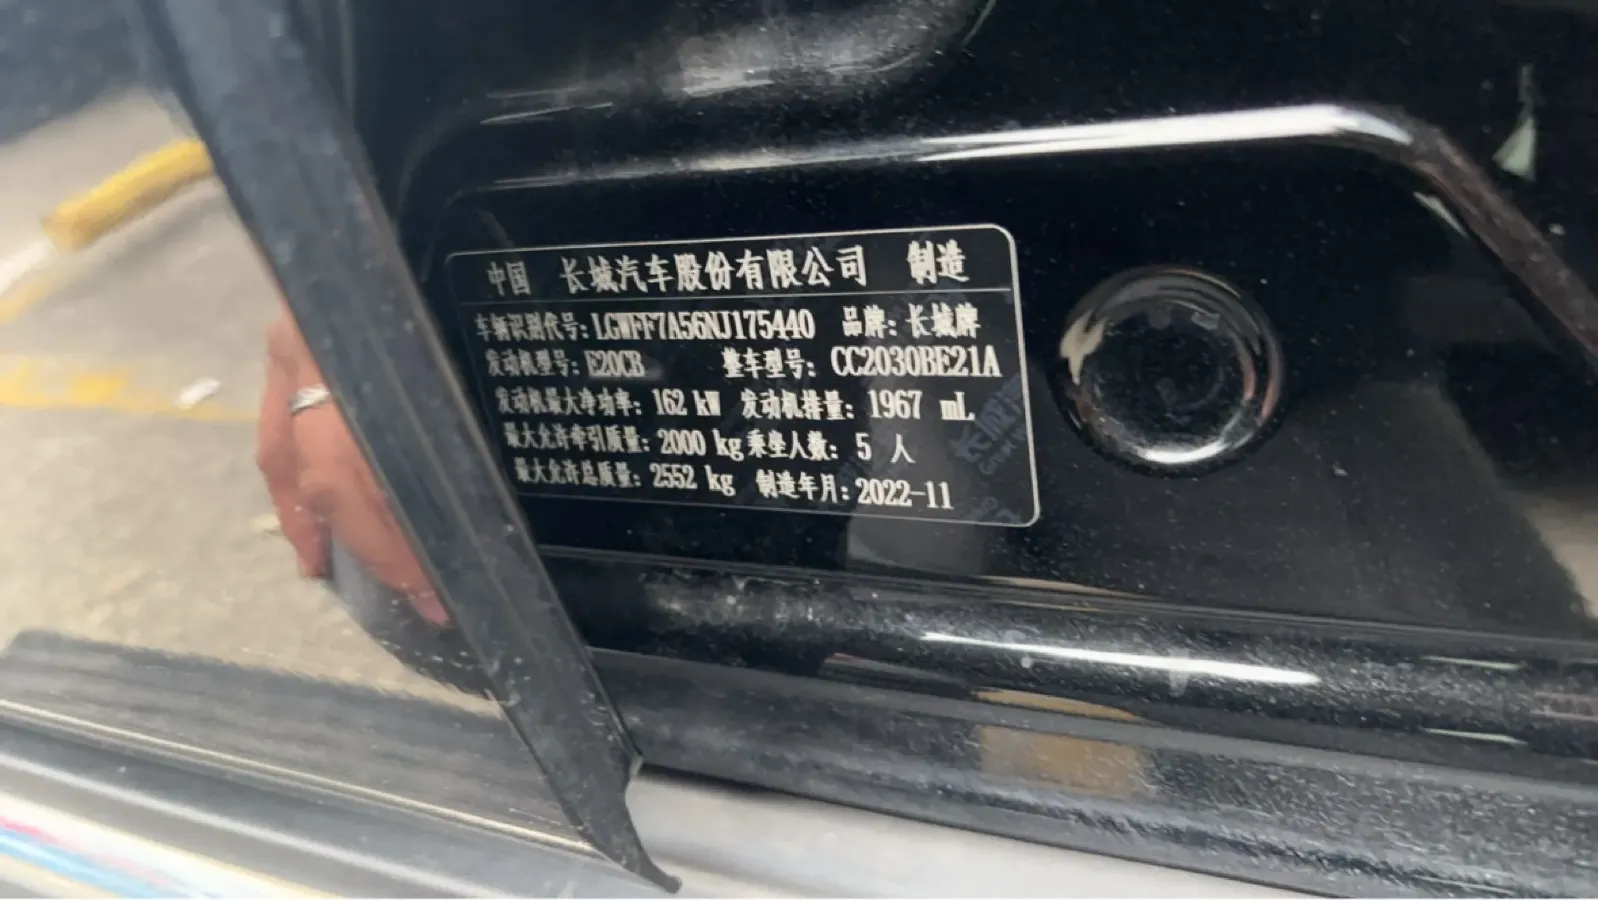 中国 长城汽车股份有限公司 制造
车辆识别代号:LGWFF7A56NJ175440 品牌:长城牌
发动机型号:E20CB 整车型号:CC2030BE21A
发动机最大净功率:162 kW 发动机排量:1967 mL
最大允许牵引质量:2000 kg 乘坐人数:5 人
最大允许总质量:2552 kg 制造年月:2022-11